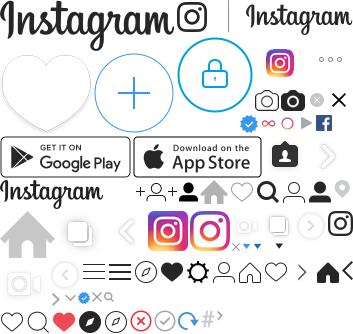 Instagram
Instagram
GET IT ON
Google Play
Download on the
App Store
Instagram